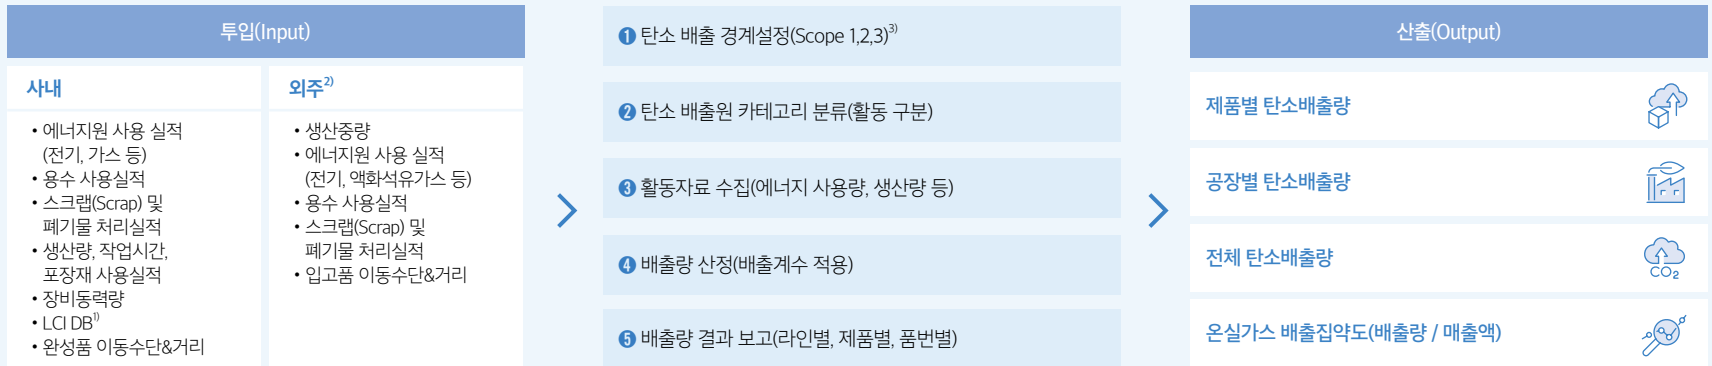 투입(Input)
사내
• 에너지원 사용 실적
(전기, 가스 등)
• 용수 사용실적
• 스크랩(Scrap) 및
폐기물 처리실적
• 생산량, 작업시간,
포장재 사용실적
• 장비동력량
• LCI DB1)
• 완성품 이동수단&거리
외주2)
• 생산중량
• 에너지원 사용 실적
(전기, 액화석유가스 등)
• 용수 사용실적
• 스크랩(Scrap) 및
폐기물 처리실적
• 입고품 이동수단&거리
❶ 탄소 배출 경계설정(Scope 1,2,3)3)
❷ 탄소 배출원 카테고리 분류(활동 구분)
❸ 활동자료 수집(에너지 사용량, 생산량 등)
❹ 배출량 산정(배출계수 적용)
❺ 배출량 결과 보고(라인별, 제품별, 품번별)
산출(Output)
제품별 탄소배출량
공장별 탄소배출량
전체 탄소배출량
CO2
온실가스 배출집약도(배출량 / 매출액)